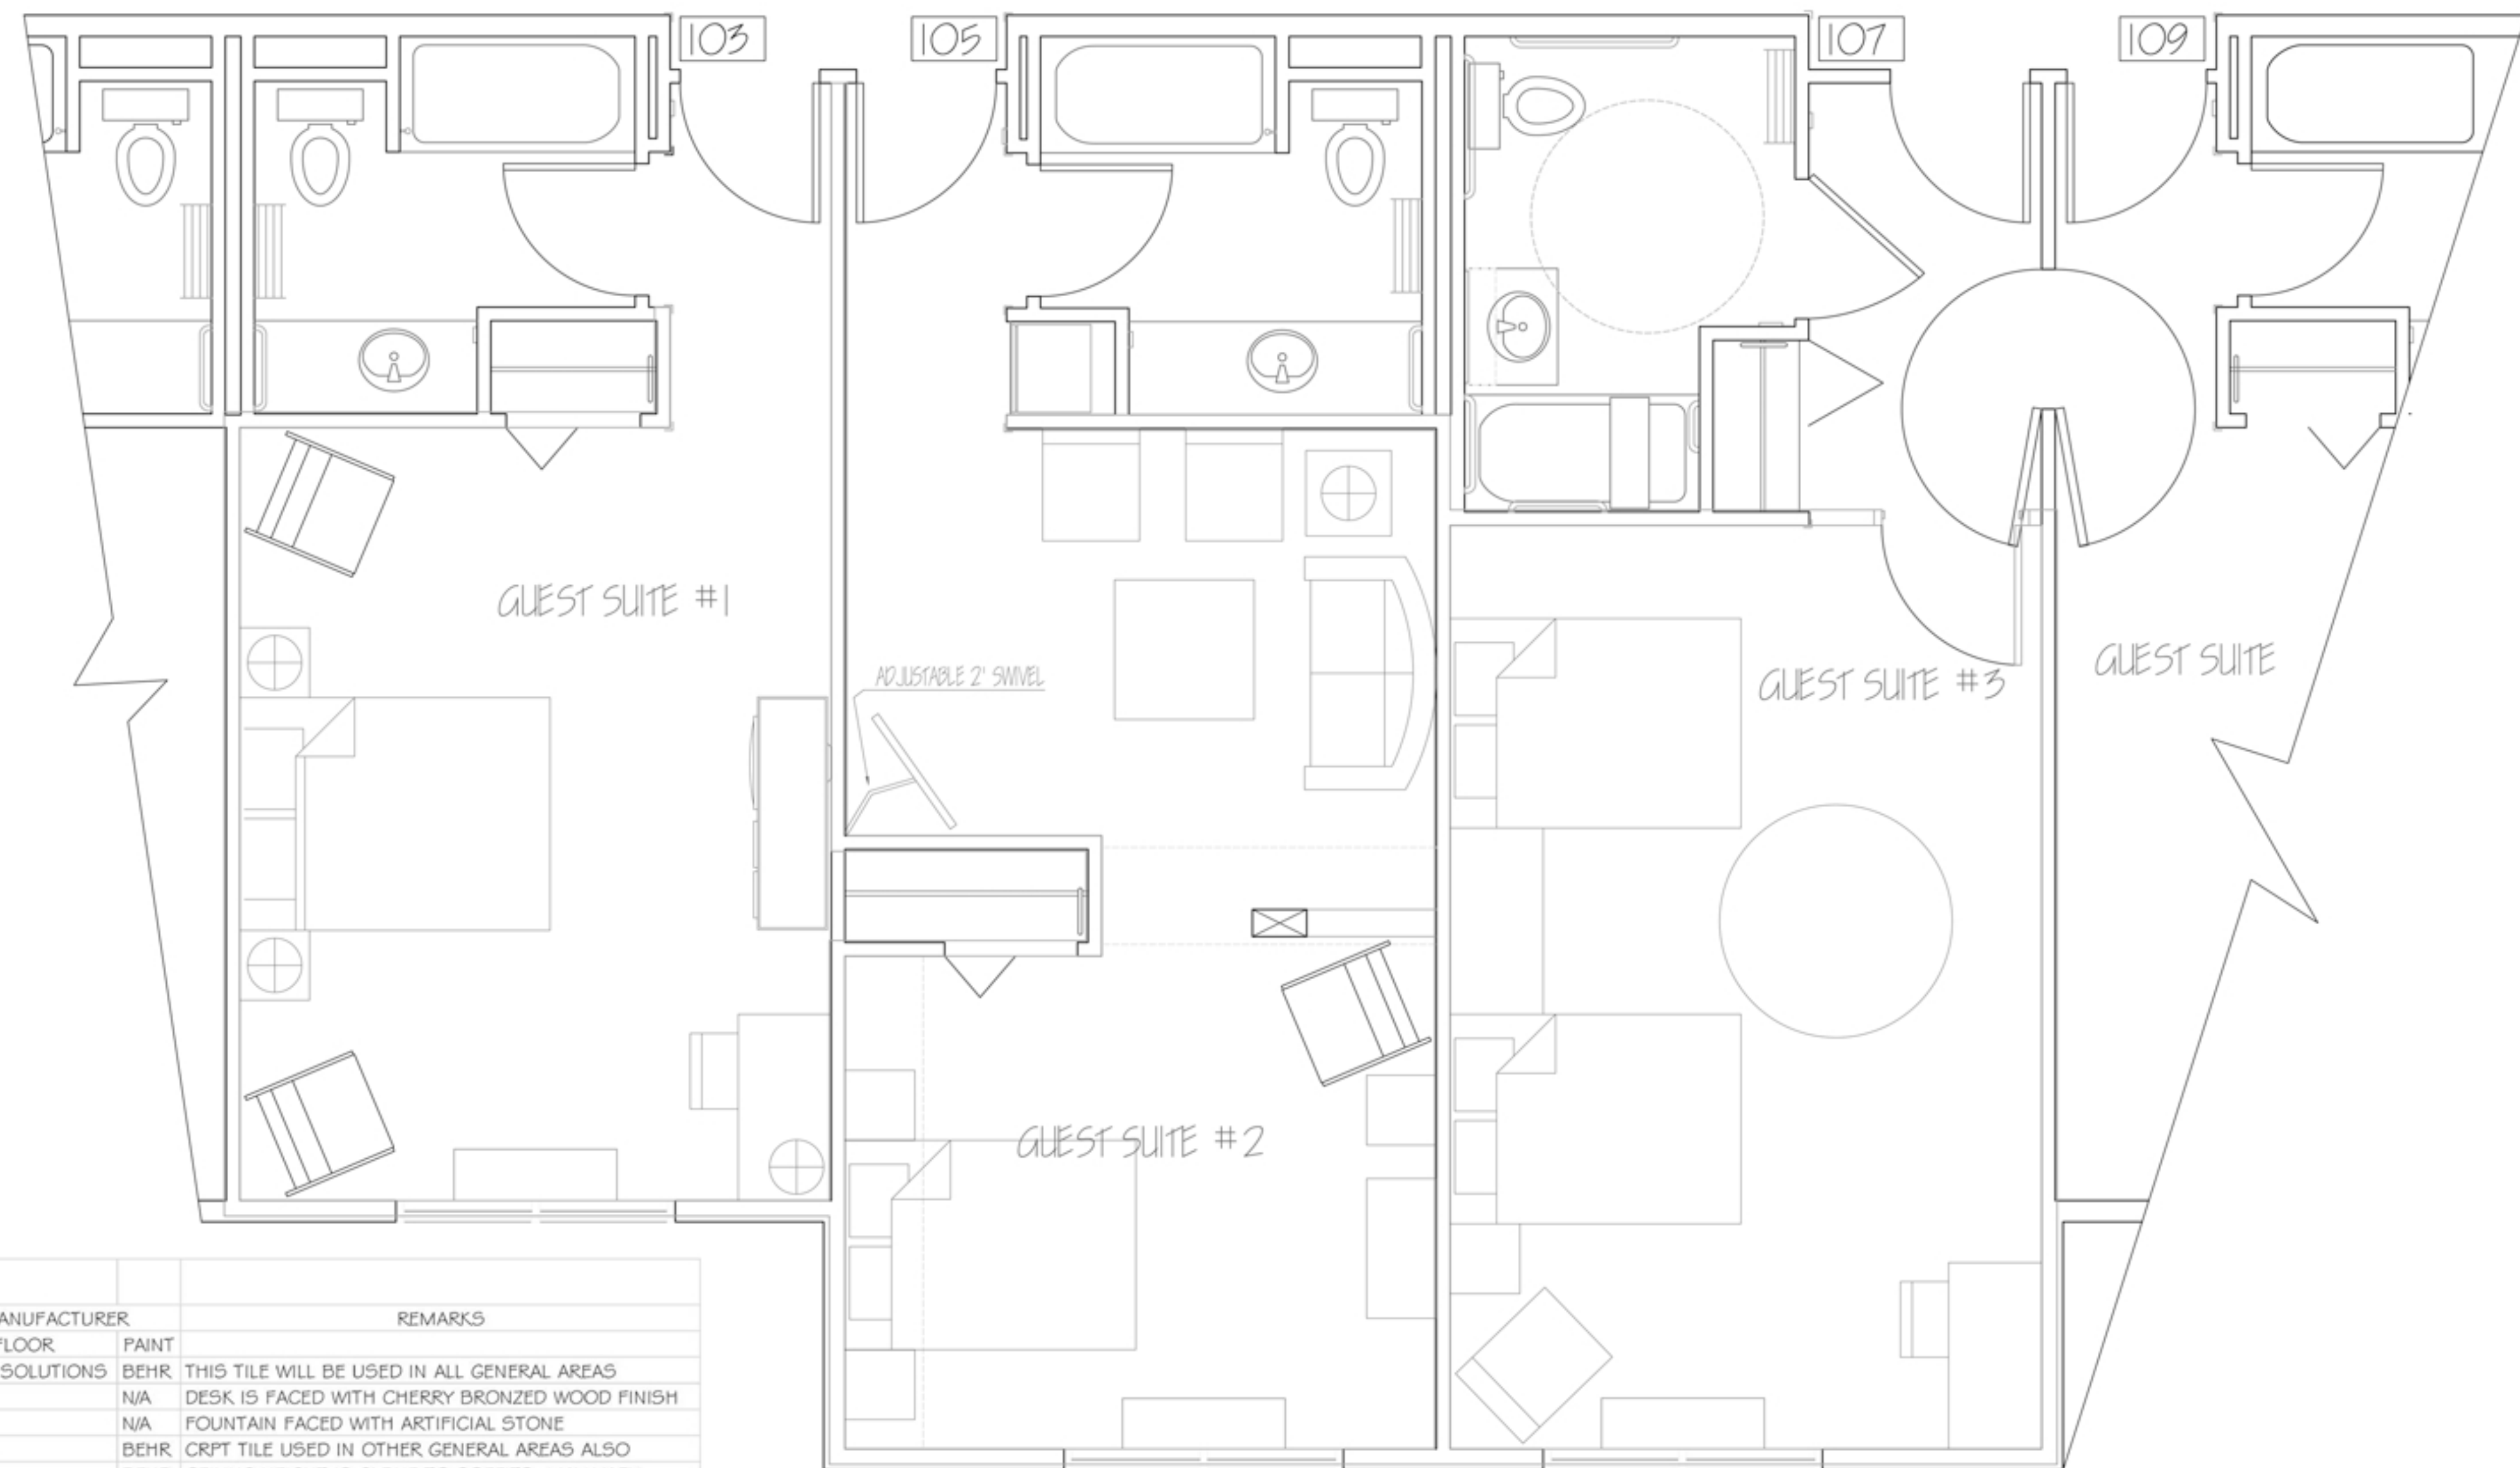 103
105
107
109
GUEST SUITE #1
ADJUSTABLE 2' SWIVEL
GUEST SUITE #3
GUEST SUITE
GUEST SUITE #2
ANUFACTURER REMARKS
FLOOR PAINT
SOLUTIONS BEHR THIS TILE WILL BE USED IN ALL GENERAL AREAS
N/A DESK IS FACED WITH CHERRY BRONZED WOOD FINISH
N/A FOUNTAIN FACED WITH ARTIFICIAL STONE
BEHR CRPT TILE USED IN OTHER GENERAL AREAS ALSO